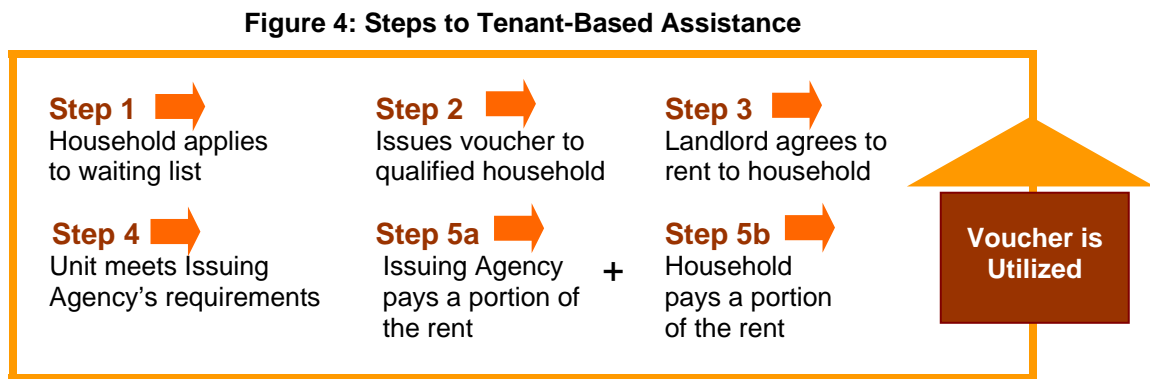 Figure 4: Steps to Tenant-Based Assistance
Step 1
Household applies
to waiting list
Step 2
Issues voucher to
qualified household
Step 3
Landlord agrees to
rent to household
Step 4
Unit meets Issuing
Agency's requirements
Step 5a
Issuing Agency
pays a portion of
the rent
+
Step 5b
Household
pays a portion
of the rent
Voucher is
Utilized